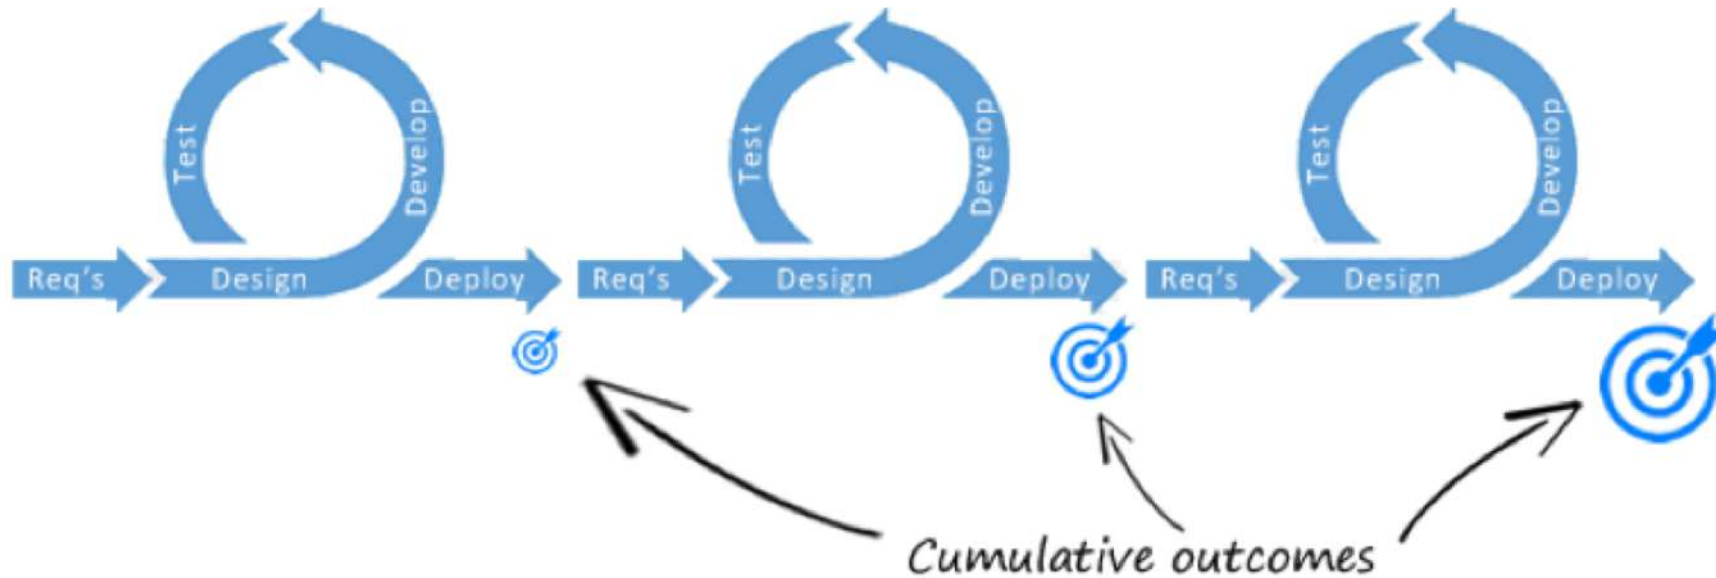 Test
Develop
Req's
Design
Deploy
Test
Develop
Req's
Design
Deploy
Test
Develop
Req's
Design
Deploy
Cumulative outcomes